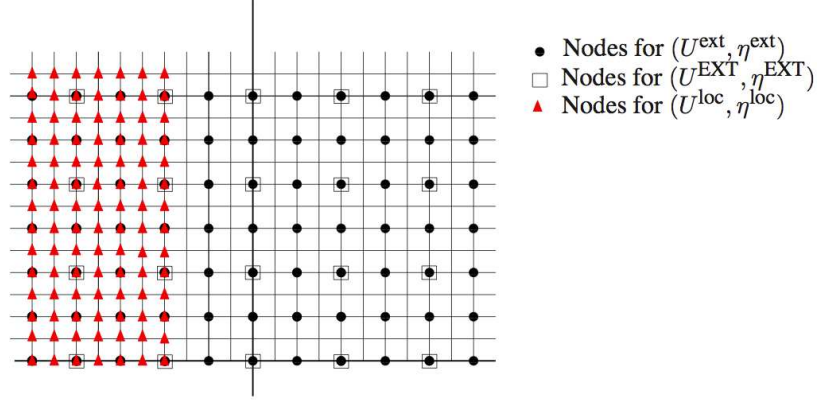 Nodes for (U^ext, η^ext)
Nodes for (U^EXT, η^EXT)
Nodes for (U^loc, η^loc)